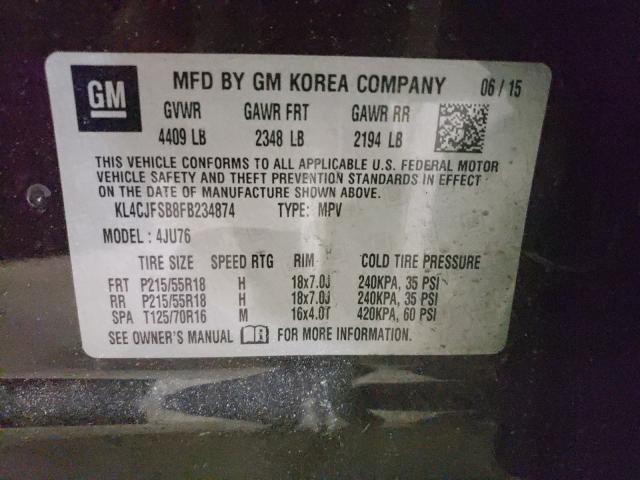 GM
MFD BY GM KOREA COMPANY 06 / 15
GVWR GAWR FRT GAWR RR
4409 LB 2348 LB 2194 LB
THIS VEHICLE CONFORMS TO ALL APPLICABLE U.S. FEDERAL MOTOR
VEHICLE SAFETY AND THEFT PREVENTION STANDARDS IN EFFECT
ON THE DATE OF MANUFACTURE SHOWN ABOVE.
KL4CJFSB8FB234874 TYPE: MPV
MODEL : 4JU76
TIRE SIZE SPEED RTG RIM COLD TIRE PRESSURE
FRT P215/55R18 H 18x7.0J 240KPA, 35 PSI
RR P215/55R18 H 18x7.0J 240KPA, 35 PSI
SPA T125/70R16 M 16x4.0T 420KPA, 60 PSI
SEE OWNER'S MANUAL FOR MORE INFORMATION.